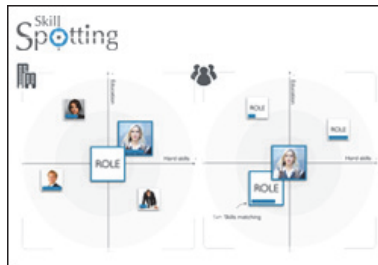 Skill
Spotting
Education
Hard skills
ROLE
Education
Hard skills
ROLE
ROLE
ROLE
Skills matching